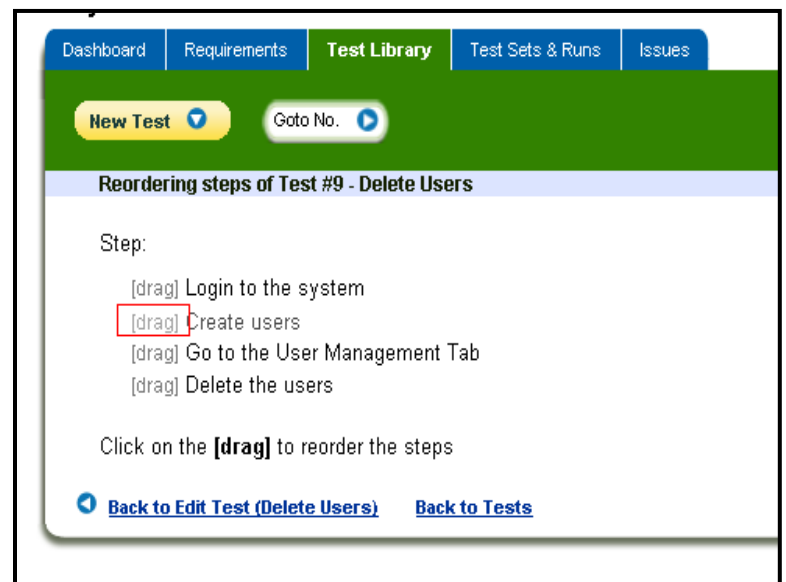 Dashboard Requirements Test Library Test Sets & Runs Issues
New Test Goto No.
Reordering steps of Test #9 - Delete Users
Step:
[drag] Login to the system
[drag] Create users
[drag] Go to the User Management Tab
[drag] Delete the users
Click on the [drag] to reorder the steps
Back to Edit Test (Delete Users) Back to Tests